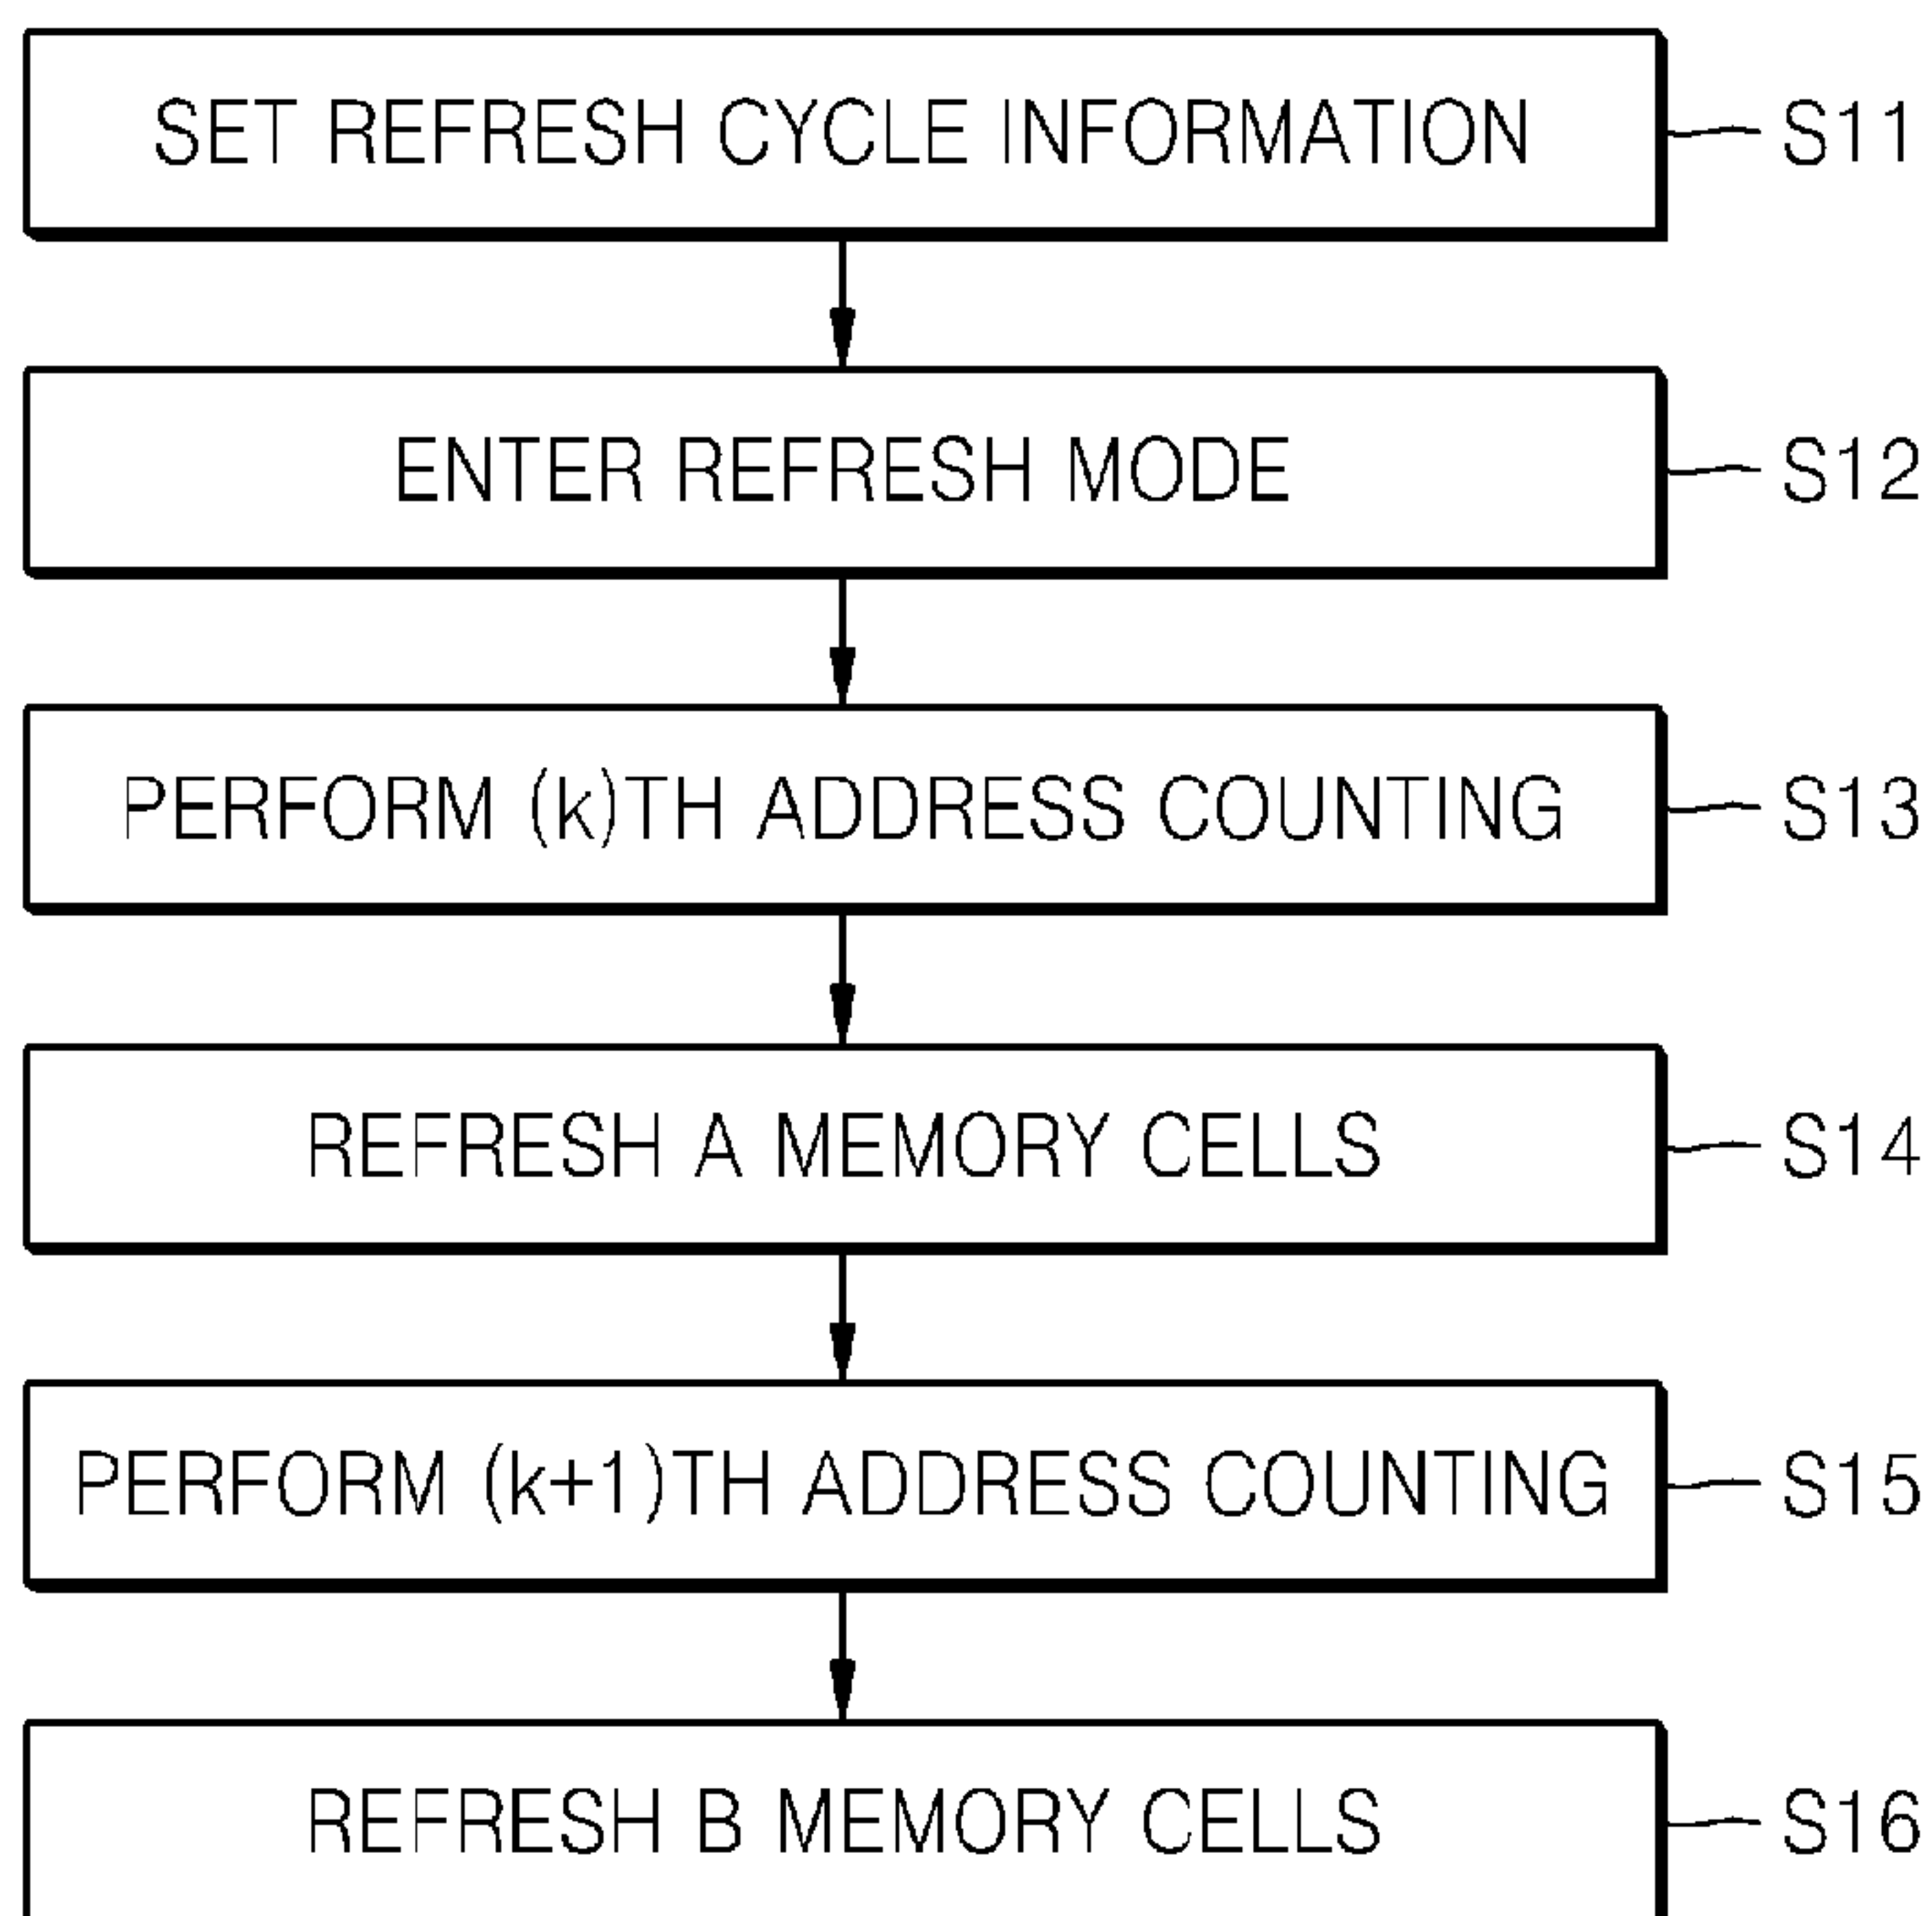 SET REFRESH CYCLE INFORMATION S11
ENTER REFRESH MODE S12
PERFORM (k)TH ADDRESS COUNTING S13
REFRESH A MEMORY CELLS S14
PERFORM (k+1)TH ADDRESS COUNTING S15
REFRESH B MEMORY CELLS S16